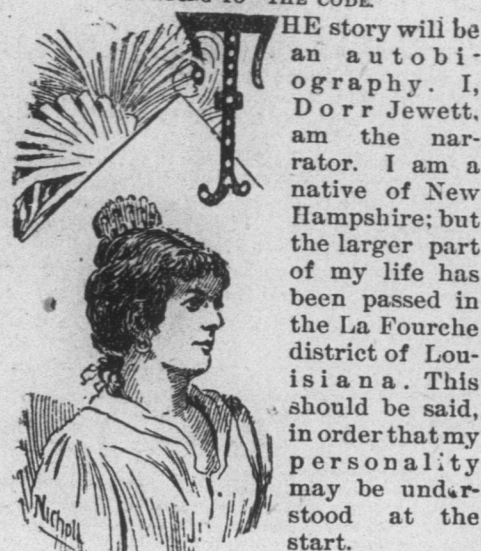 TO THE CODE.
THE story will be
an autobi-
ography. I,
Dorr Jewett,
am the nar-
rator. I am a
native of New
Hampshire; but
the larger part
of my life has
been passed in
the La Fourche
district of Lou-
isiana. This
should be said,
in order that my
personality
may be under-
stood at the
start.
Nicholl